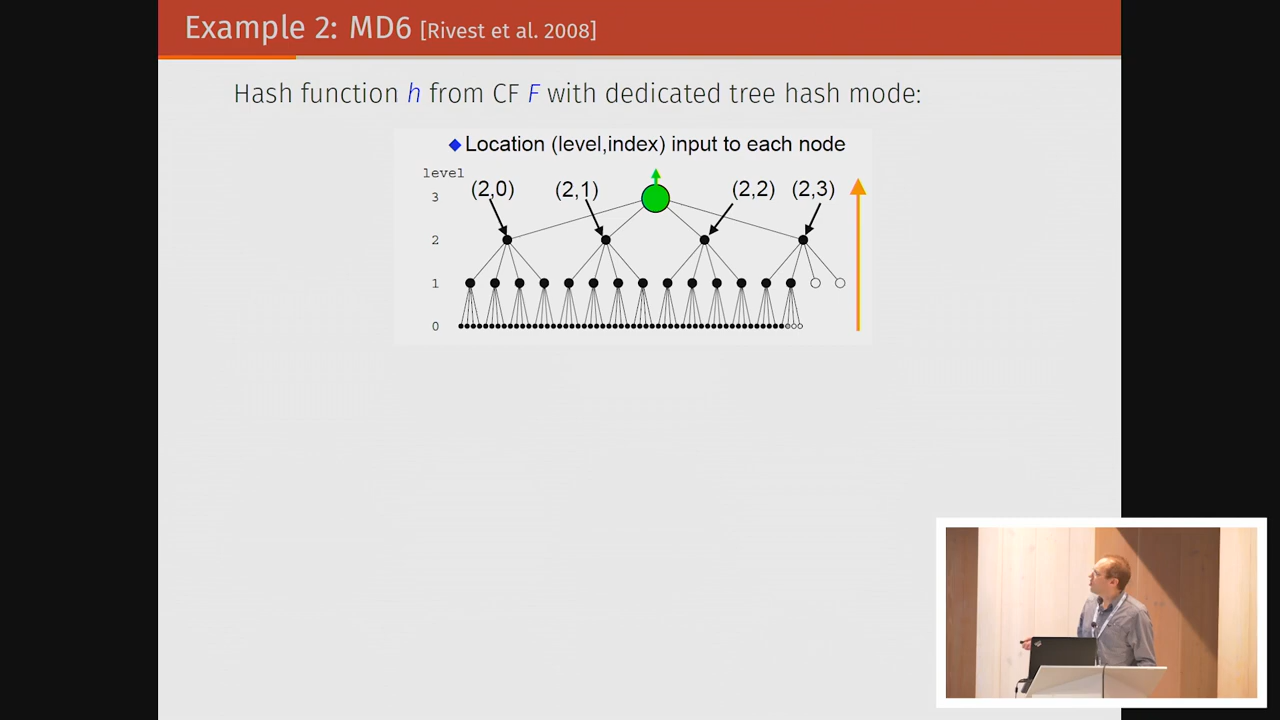 Example 2: MD6 [Rivest et al. 2008]
Hash function h from CF F with dedicated tree hash mode:
◆ Location (level,index) input to each node
level
3 (2,0) (2,1) (2,2) (2,3)
2
1
0